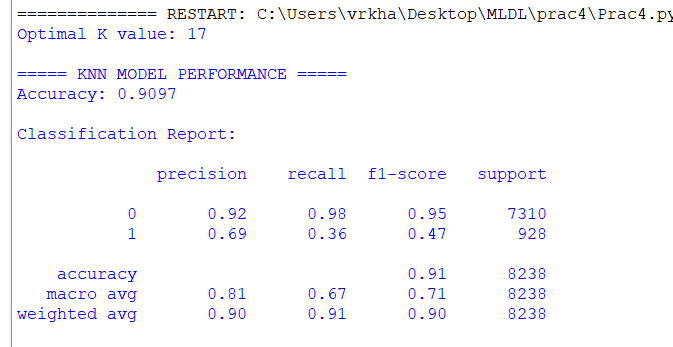 ============== RESTART: C:\Users\vrkha\Desktop\MLDL\prac4\Prac4.py
Optimal K value: 17
===== KNN MODEL PERFORMANCE =====
Accuracy: 0.9097
Classification Report:
precision recall f1-score support
0 0.92 0.98 0.95 7310
1 0.69 0.36 0.47 928
accuracy 0.91 8238
macro avg 0.81 0.67 0.71 8238
weighted avg 0.90 0.91 0.90 8238